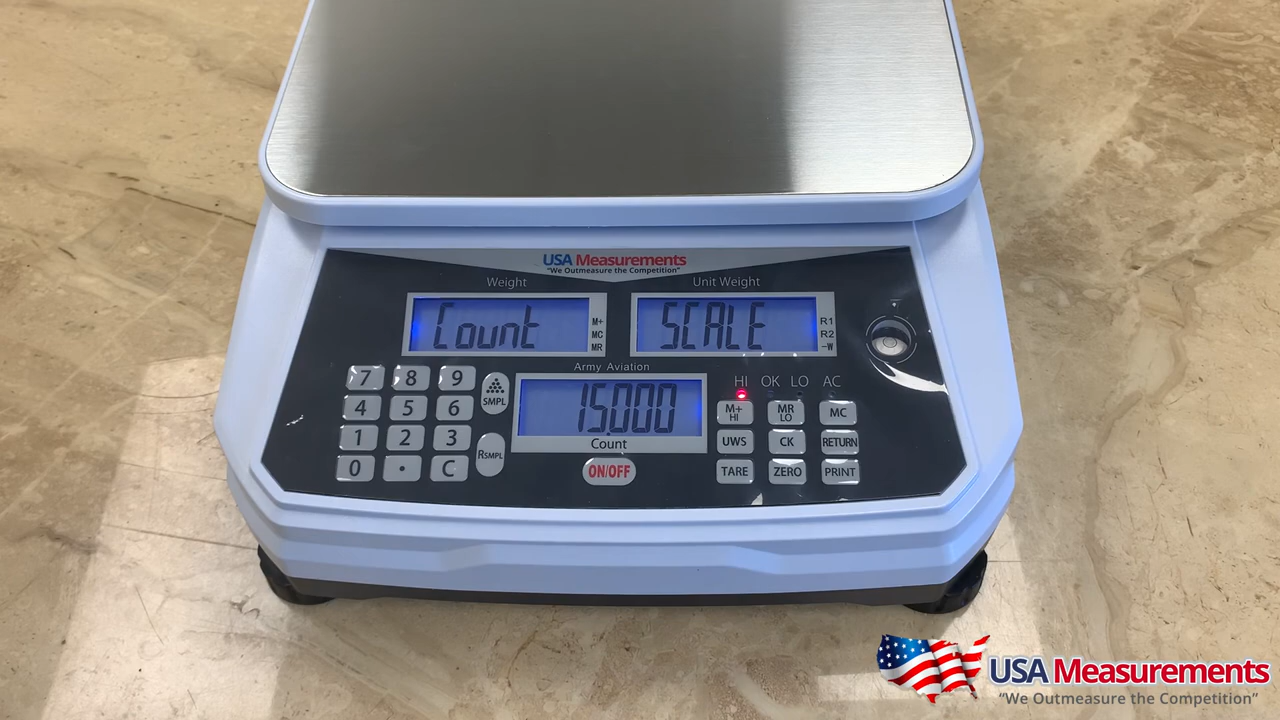 USA Measurements
"We Outmeasure the Competition"
Weight
Unit Weight
Count
M+
MC
MR
SCALE
R1
R2
-W
Army Aviation
15.000
Count
HI OK LO AC
7 8 9
SMPL
4 5 6
1 2 3
RSMPL
0 . C
ON/OFF
M+ HI
MR LO
MC
UWS CK RETURN
TARE ZERO PRINT
USA Measurements
"We Outmeasure the Competition"